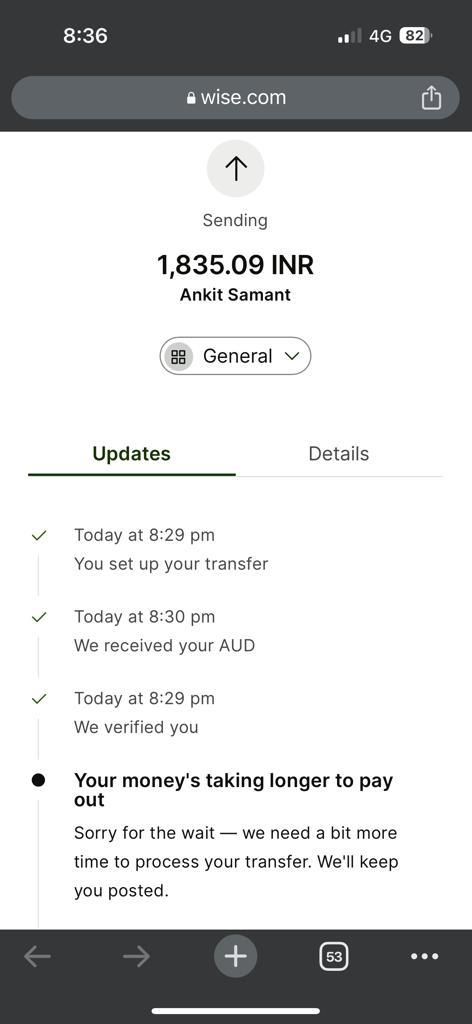 8:36
4G 82
wise.com
Sending
1,835.09 INR
Ankit Samant
General
Updates Details
Today at 8:29 pm
You set up your transfer
Today at 8:30 pm
We received your AUD
Today at 8:29 pm
We verified you
Your money's taking longer to pay
out
Sorry for the wait — we need a bit more
time to process your transfer. We'll keep
you posted.
53